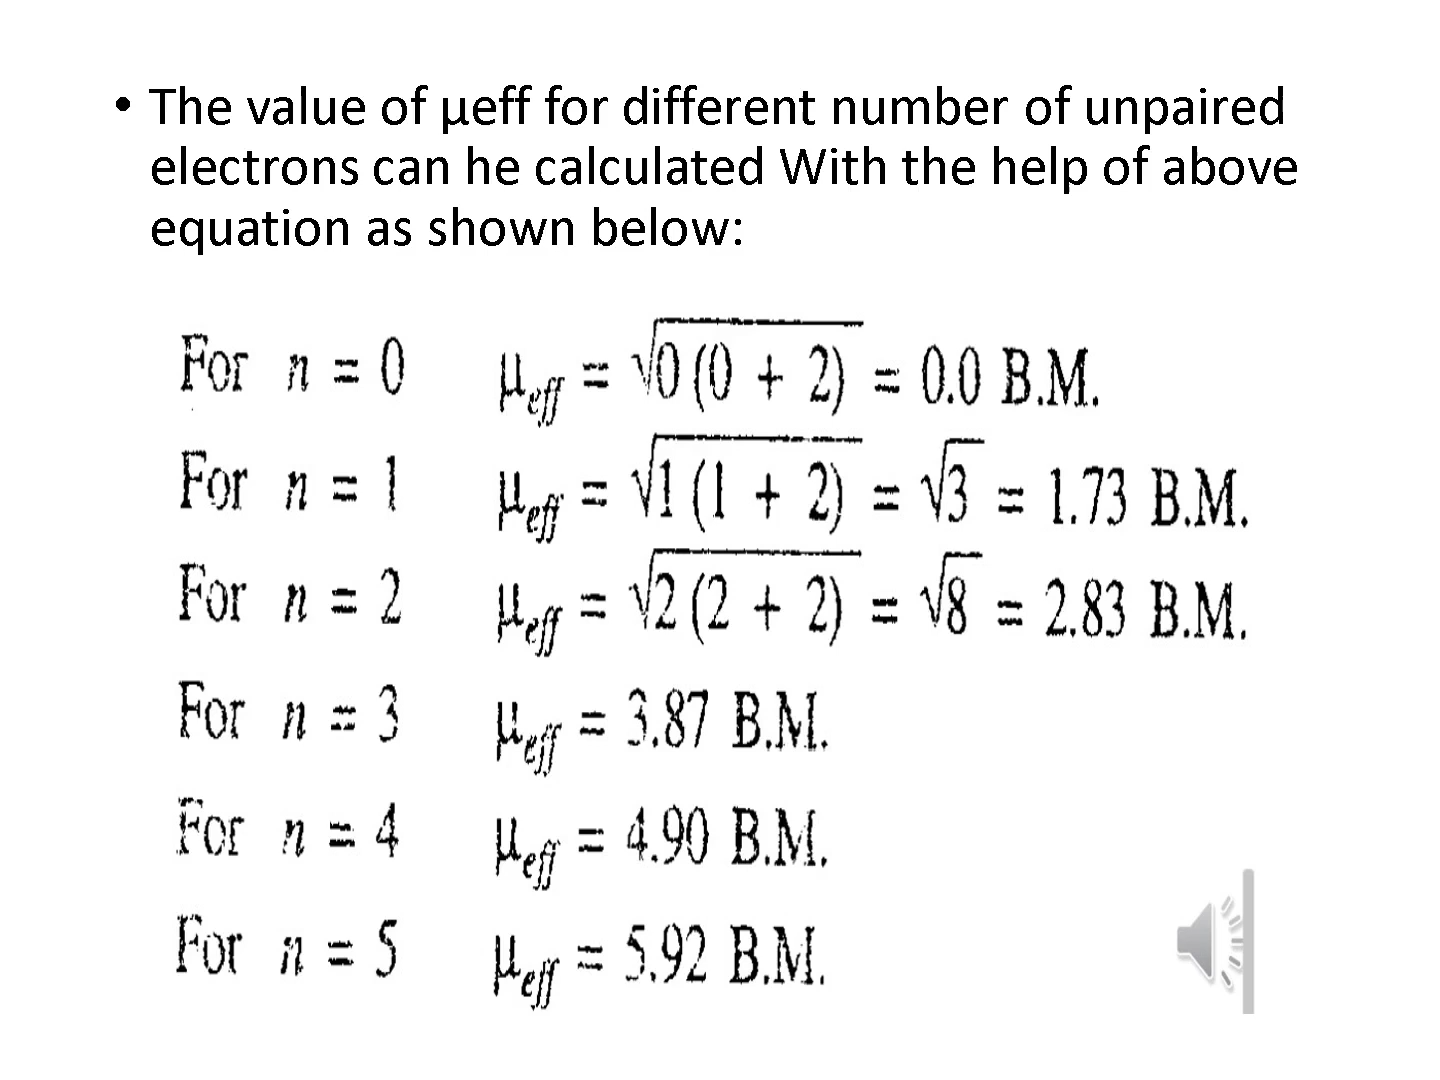 • The value of µeff for different number of unpaired
electrons can he calculated With the help of above
equation as shown below:
For n = 0 μeff = √0 (0 + 2) = 0.0 B.M.
For n = 1 μeff = √1 (1 + 2) = √3 = 1.73 B.M.
For n = 2 μeff = √2 (2 + 2) = √8 = 2.83 B.M.
For n = 3 μeff = 3.87 B.M.
For n = 4 μeff = 4.90 B.M.
For n = 5 μeff = 5.92 B.M.